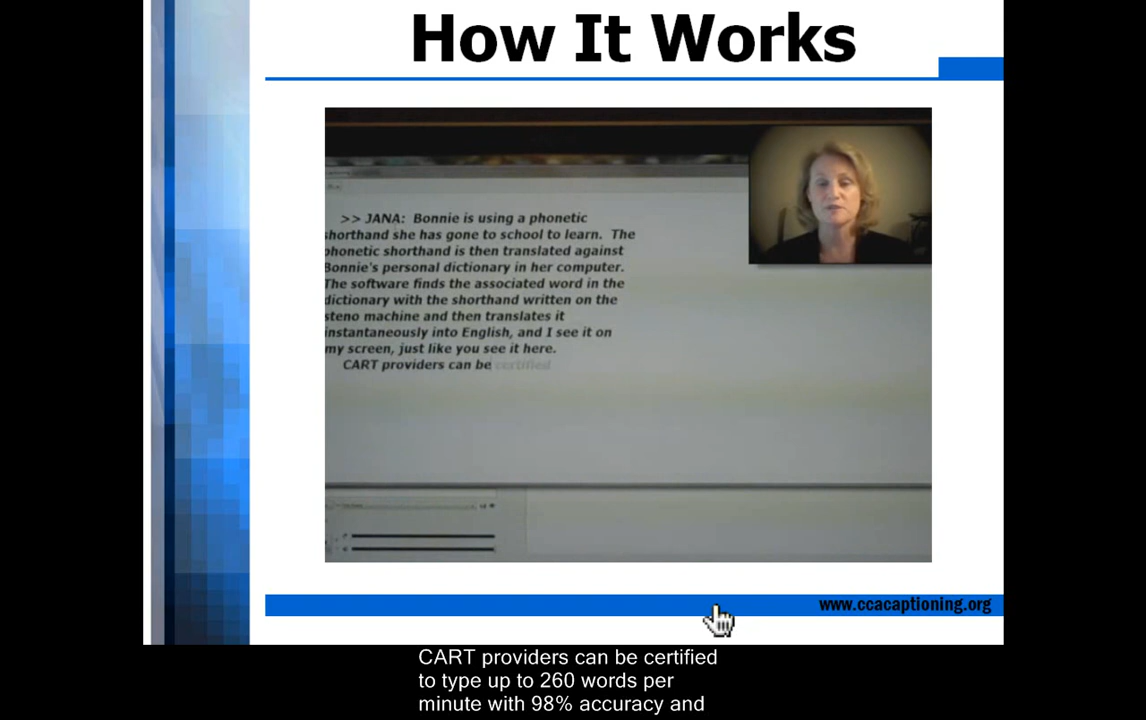 How It Works
>> JANA: Bonnie is using a phonetic
shorthand she has gone to school to learn. The
phonetic shorthand is then translated against
Bonnie's personal dictionary in her computer.
The software finds the associated word in the
dictionary with the shorthand written on the
steno machine and then translates it
instantaneously into English, and I see it on
my screen, just like you see it here.
CART providers can be certified
www.ccacaptioning.org
CART providers can be certified
to type up to 260 words per
minute with 98% accuracy and